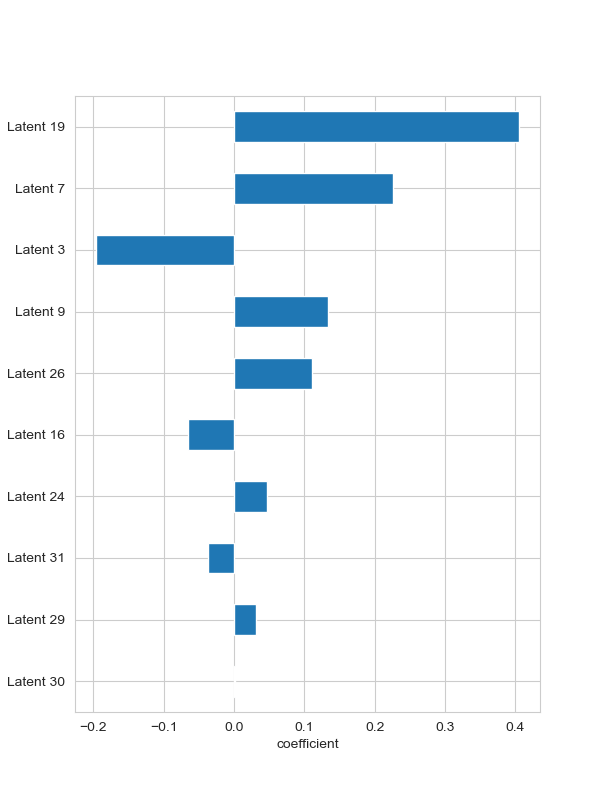 Latent 19
Latent 7
Latent 3
Latent 9
Latent 26
Latent 16
Latent 24
Latent 31
Latent 29
Latent 30
−0.2 −0.1 0.0 0.1 0.2 0.3 0.4
coefficient